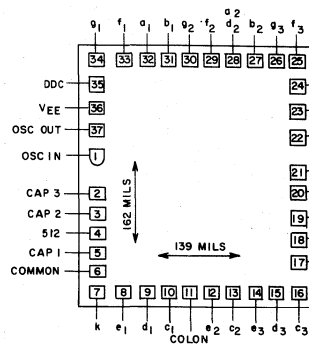 a2
g1 f1 a1 b1 g2 f2 d2 b2 g3 f3
34 33 32 31 30 29 28 27 26 25
DDC 35 24
VEE 36 23
OSC OUT 37 22
OSC IN 1 21
CAP 3 2 20
CAP 2 3 19
512 4 18
CAP 1 5 17
COMMON 6
162 MILS
139 MILS
7 8 9 10 11 12 13 14 15 16
k e1 d1 c1 e2 c2 e3 d3 c3
COLON